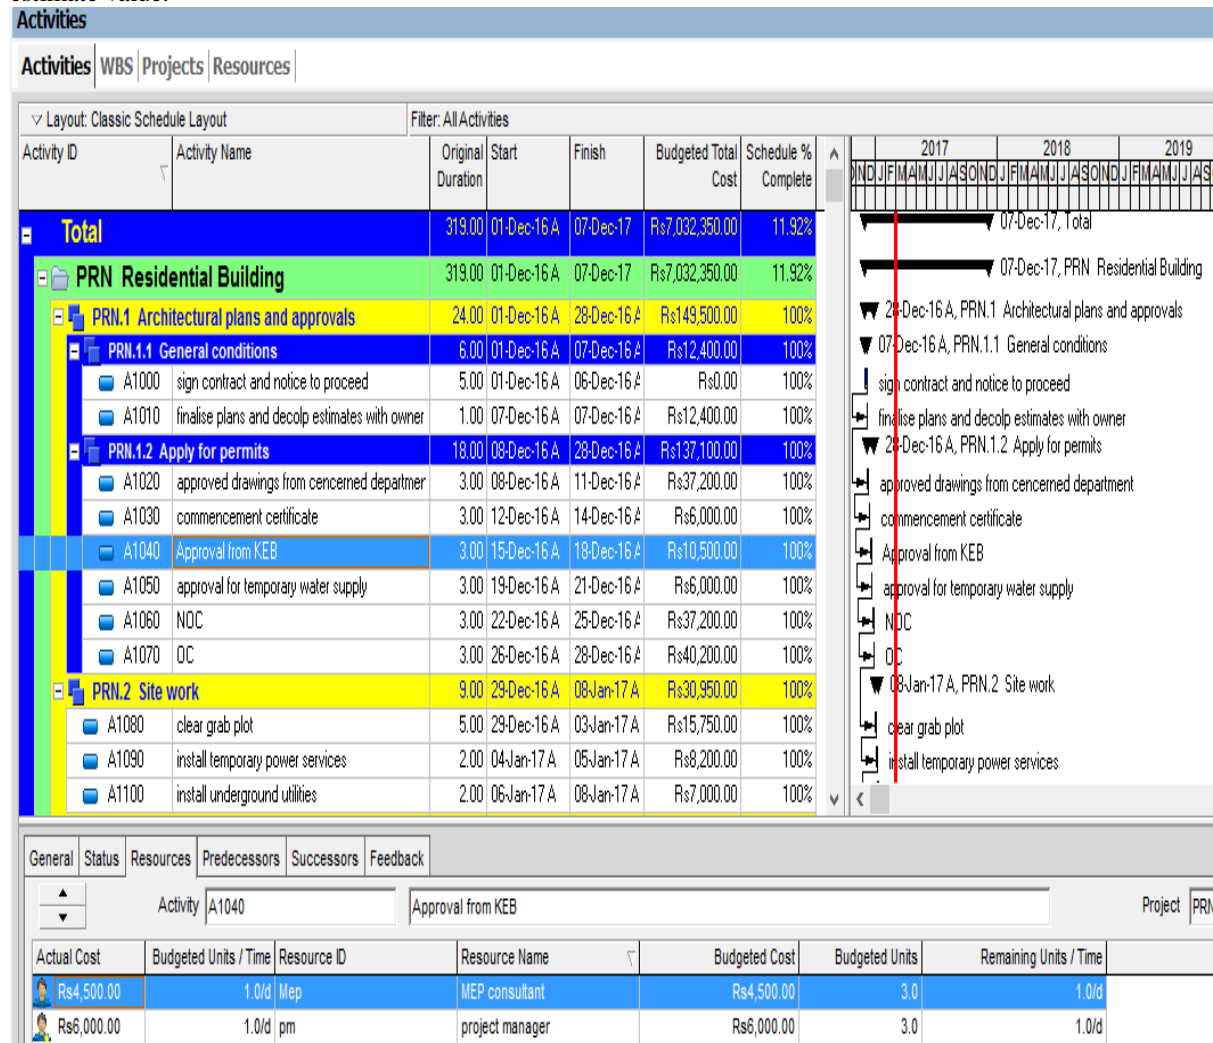 estimate value.
Activities
Activities WBS Projects Resources
Layout: Classic Schedule Layout Filter: All Activities
Activity ID Activity Name Original Duration Start Finish Budgeted Total Cost Schedule % Complete 2017 2018 2019
Total 319.00 01-Dec-16 A 07-Dec-17 Rs7,032,350.00 11.92% 07-Dec-17, Total
PRN Residential Building 319.00 01-Dec-16 A 07-Dec-17 Rs7,032,350.00 11.92% 07-Dec-17, PRN Residential Building
PRN.1 Architectural plans and approvals 24.00 01-Dec-16 A 28-Dec-16 A Rs149,500.00 100% 28-Dec-16 A, PRN.1 Architectural plans and approvals
PRN.1.1 General conditions 6.00 01-Dec-16 A 07-Dec-16 A Rs12,400.00 100% 07-Dec-16 A, PRN.1.1 General conditions
A1000 sign contract and notice to proceed 5.00 01-Dec-16 A 06-Dec-16 A Rs0.00 100% sign contract and notice to proceed
A1010 finalise plans and decolp estimates with owner 1.00 07-Dec-16 A 07-Dec-16 A Rs12,400.00 100% finalise plans and decolp estimates with owner
PRN.1.2 Apply for permits 18.00 08-Dec-16 A 28-Dec-16 A Rs137,100.00 100% 28-Dec-16 A, PRN.1.2 Apply for permits
A1020 approved drawings from cencerned departmer 3.00 08-Dec-16 A 11-Dec-16 A Rs37,200.00 100% approved drawings from cencerned department
A1030 commencement certificate 3.00 12-Dec-16 A 14-Dec-16 A Rs6,000.00 100% commencement certificate
A1040 Approval from KEB 3.00 15-Dec-16 A 18-Dec-16 A Rs10,500.00 100% Approval from KEB
A1050 approval for temporary water supply 3.00 19-Dec-16 A 21-Dec-16 A Rs6,000.00 100% approval for temporary water supply
A1060 NOC 3.00 22-Dec-16 A 25-Dec-16 A Rs37,200.00 100% NOC
A1070 OC 3.00 26-Dec-16 A 28-Dec-16 A Rs40,200.00 100% OC
PRN.2 Site work 9.00 29-Dec-16 A 08-Jan-17 A Rs30,950.00 100% 08-Jan-17 A, PRN.2 Site work
A1080 clear grab plot 5.00 29-Dec-16 A 03-Jan-17 A Rs15,750.00 100% clear grab plot
A1090 install temporary power services 2.00 04-Jan-17 A 05-Jan-17 A Rs8,200.00 100% install temporary power services
A1100 install underground utilities 2.00 06-Jan-17 A 08-Jan-17 A Rs7,000.00 100%
General Status Resources Predecessors Successors Feedback
Activity A1040 Approval from KEB Project PRN
Actual Cost Budgeted Units / Time Resource ID Resource Name Budgeted Cost Budgeted Units Remaining Units / Time
Rs4,500.00 1.0/d Mep MEP consultant Rs4,500.00 3.0 1.0/d
Rs6,000.00 1.0/d pm project manager Rs6,000.00 3.0 1.0/d